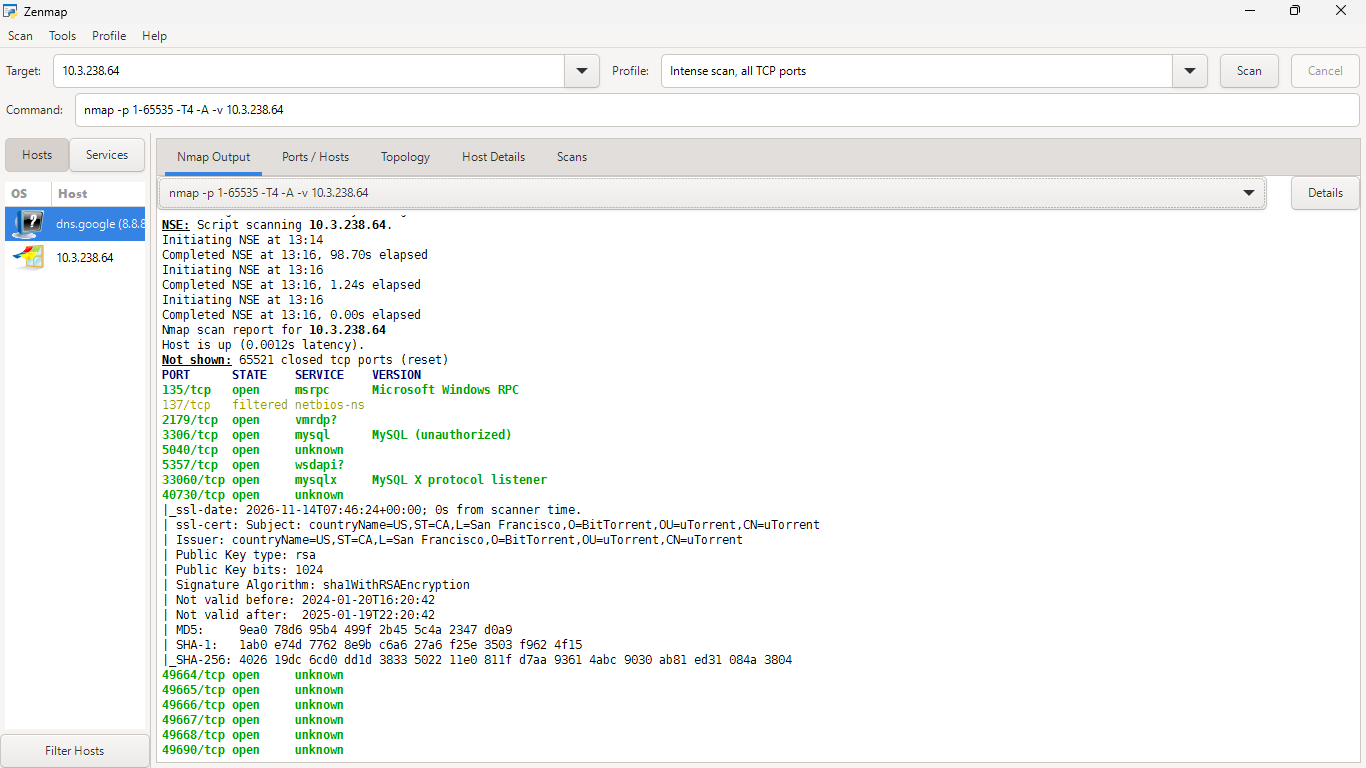 Zenmap
Scan Tools Profile Help
Target: 10.3.238.64 Profile: Intense scan, all TCP ports Scan Cancel
Command: nmap -p 1-65535 -T4 -A -v 10.3.238.64
Hosts Services
OS Host
dns.google (8.8.8
10.3.238.64
Filter Hosts
Nmap Output Ports / Hosts Topology Host Details Scans
nmap -p 1-65535 -T4 -A -v 10.3.238.64 Details
NSE: Script scanning 10.3.238.64.
Initiating NSE at 13:14
Completed NSE at 13:16, 98.70s elapsed
Initiating NSE at 13:16
Completed NSE at 13:16, 1.24s elapsed
Initiating NSE at 13:16
Completed NSE at 13:16, 0.00s elapsed
Nmap scan report for 10.3.238.64
Host is up (0.0012s latency).
Not shown: 65521 closed tcp ports (reset)
PORT STATE SERVICE VERSION
135/tcp open msrpc Microsoft Windows RPC
137/tcp filtered netbios-ns
2179/tcp open vmrdp?
3306/tcp open mysql MySQL (unauthorized)
5040/tcp open unknown
5357/tcp open wsdapi?
33060/tcp open mysqlx MySQL X protocol listener
40730/tcp open unknown
|_ssl-date: 2026-11-14T07:46:24+00:00; 0s from scanner time.
| ssl-cert: Subject: countryName=US,ST=CA,L=San Francisco,O=BitTorrent,OU=uTorrent,CN=uTorrent
| Issuer: countryName=US,ST=CA,L=San Francisco,O=BitTorrent,OU=uTorrent,CN=uTorrent
| Public Key type: rsa
| Public Key bits: 1024
| Signature Algorithm: sha1WithRSAEncryption
| Not valid before: 2024-01-20T16:20:42
| Not valid after: 2025-01-19T22:20:42
| MD5: 9ea0 78d6 95b4 499f 2b45 5c4a 2347 d0a9
| SHA-1: 1ab0 e74d 7762 8e9b c6a6 27a6 f25e 3503 f962 4f15
|_SHA-256: 4026 19dc 6cd0 dd1d 3833 5022 11e0 811f d7aa 9361 4abc 9030 ab81 ed31 084a 3804
49664/tcp open unknown
49665/tcp open unknown
49666/tcp open unknown
49667/tcp open unknown
49668/tcp open unknown
49690/tcp open unknown